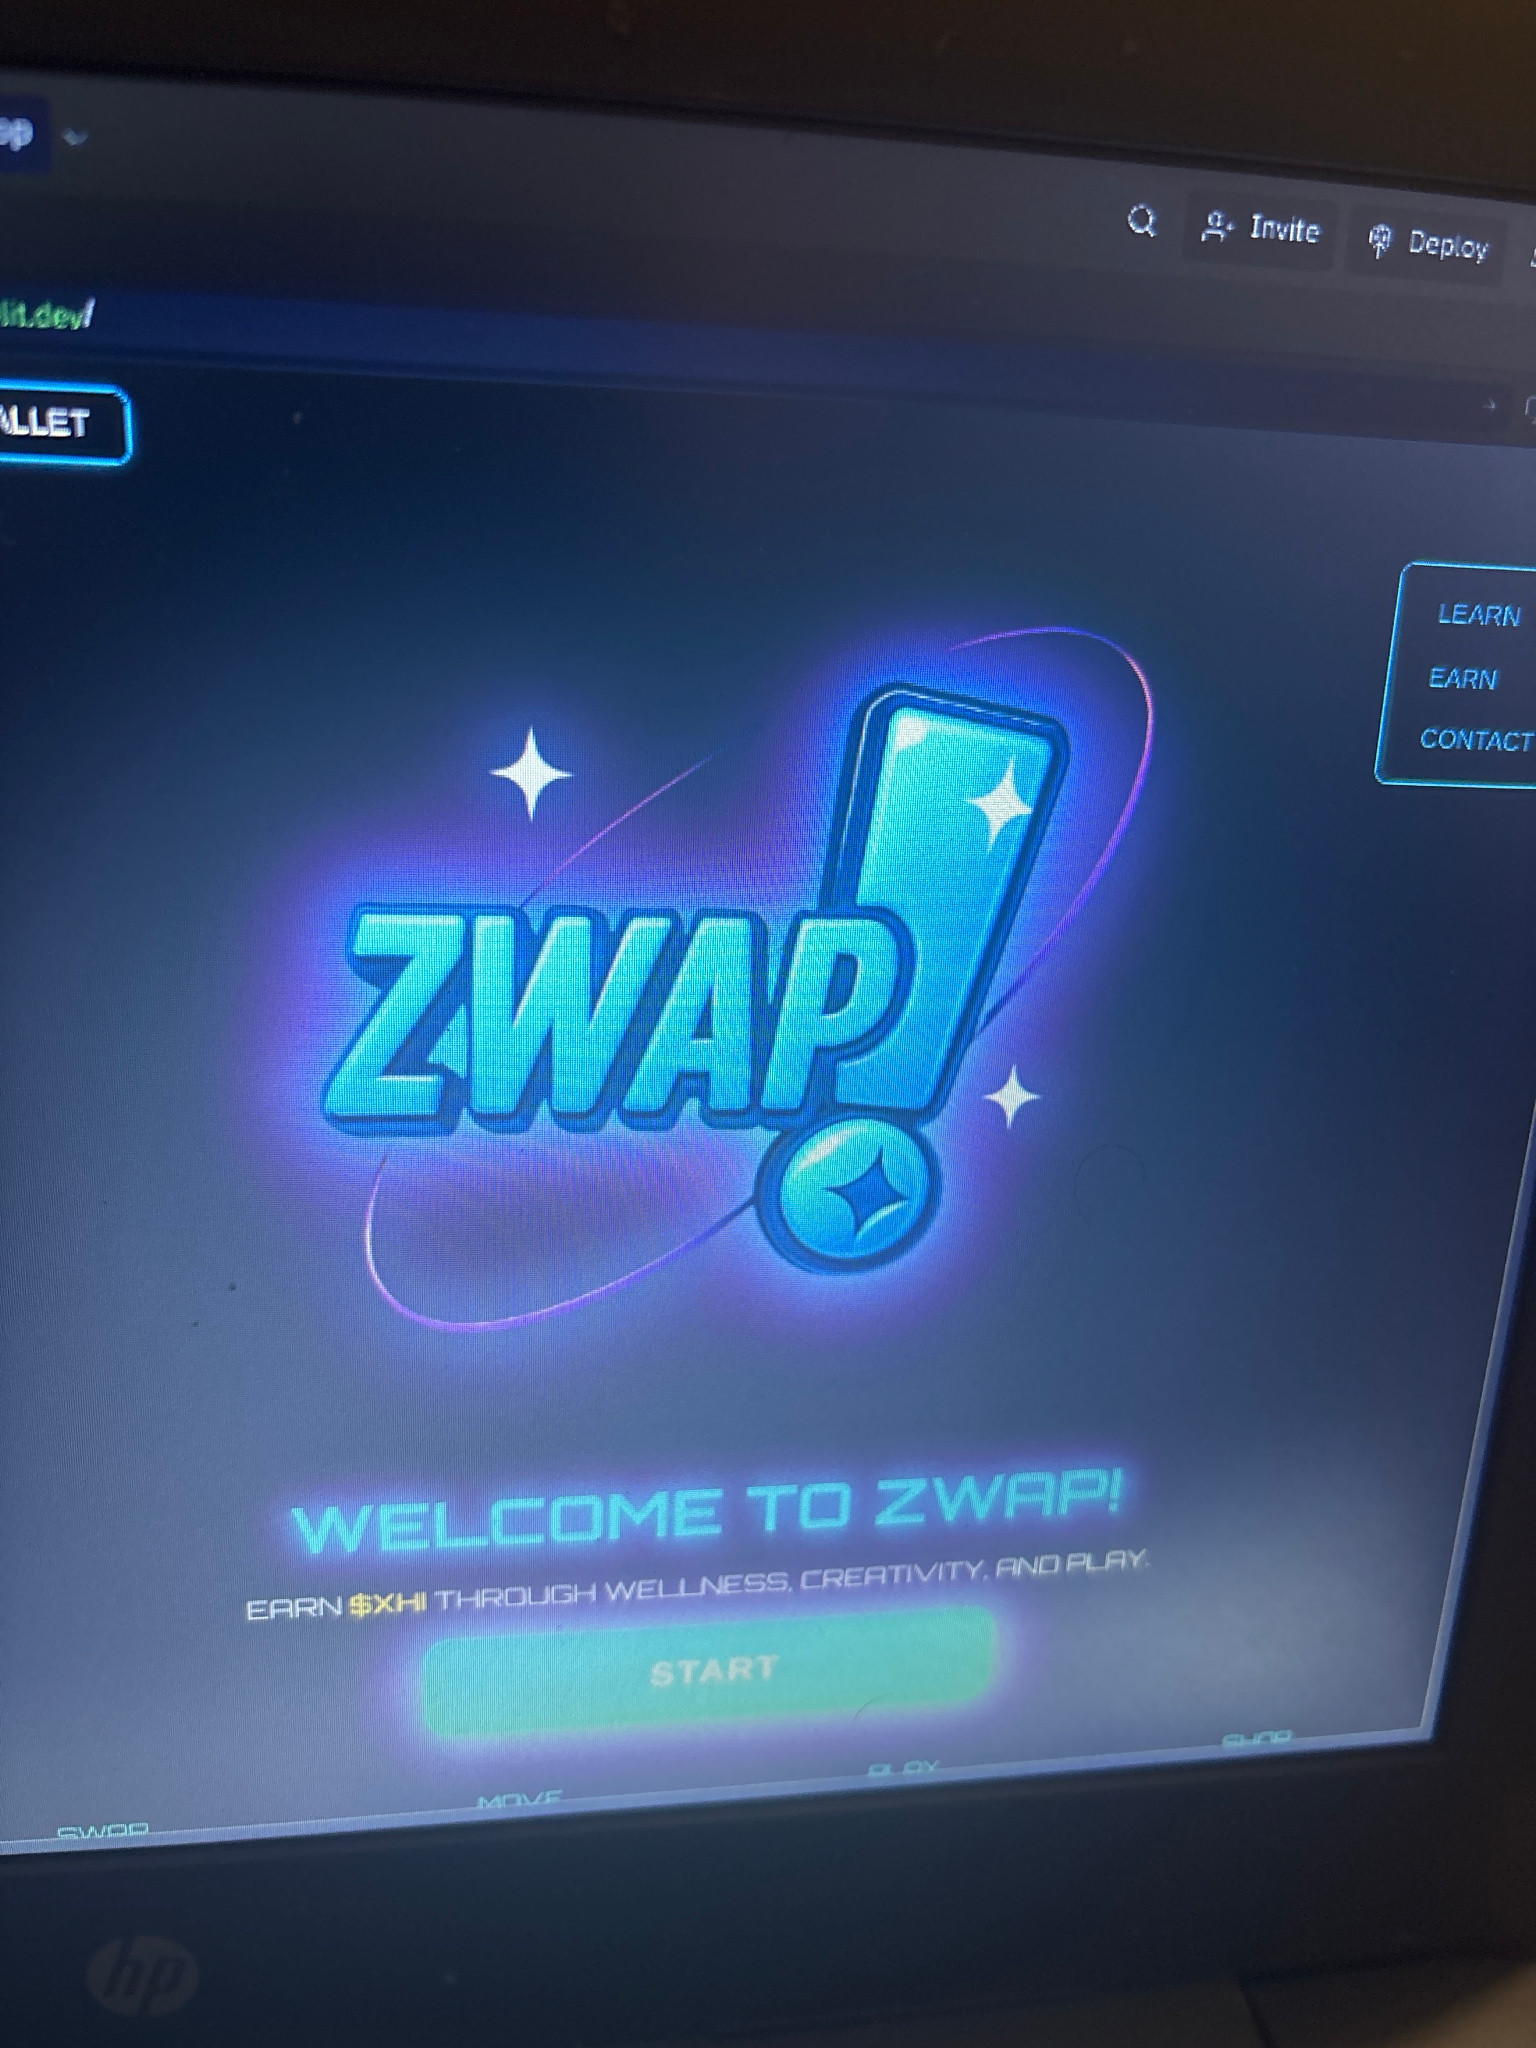 Invite
Deploy
lit.dev/
ALLET
LEARN
EARN
CONTACT
ZWAP!
WELCOME TO ZWAP!
EARN $XHI THROUGH WELLNESS, CREATIVITY, AND PLAY.
START
SWAP
MOVE
PLAY
SHOP
hp